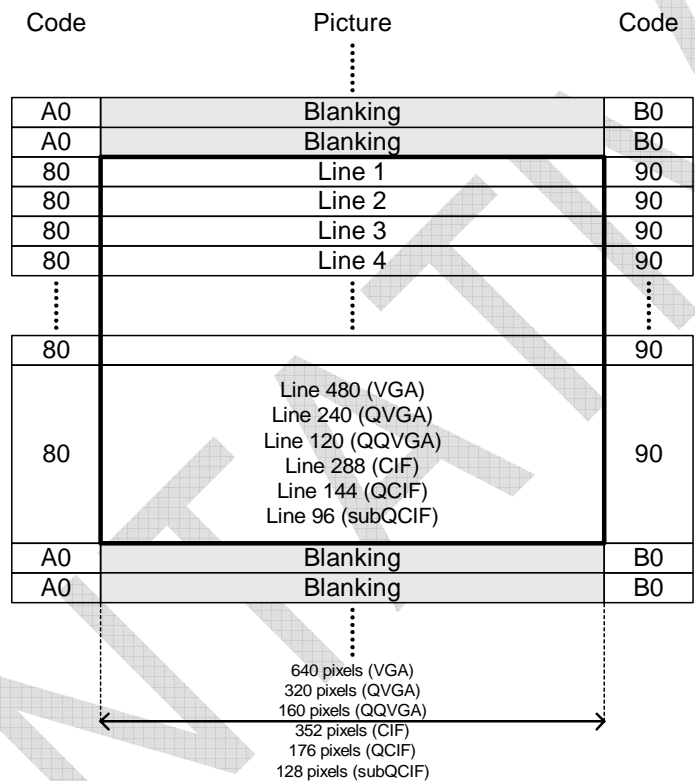 Code Picture Code
A0 Blanking B0
A0 Blanking B0
80 Line 1 90
80 Line 2 90
80 Line 3 90
80 Line 4 90
80 90
Line 480 (VGA)
Line 240 (QVGA)
Line 120 (QQVGA)
80 Line 288 (CIF) 90
Line 144 (QCIF)
Line 96 (subQCIF)
A0 Blanking B0
A0 Blanking B0
640 pixels (VGA)
320 pixels (QVGA)
160 pixels (QQVGA)
352 pixels (CIF)
176 pixels (QCIF)
128 pixels (subQCIF)